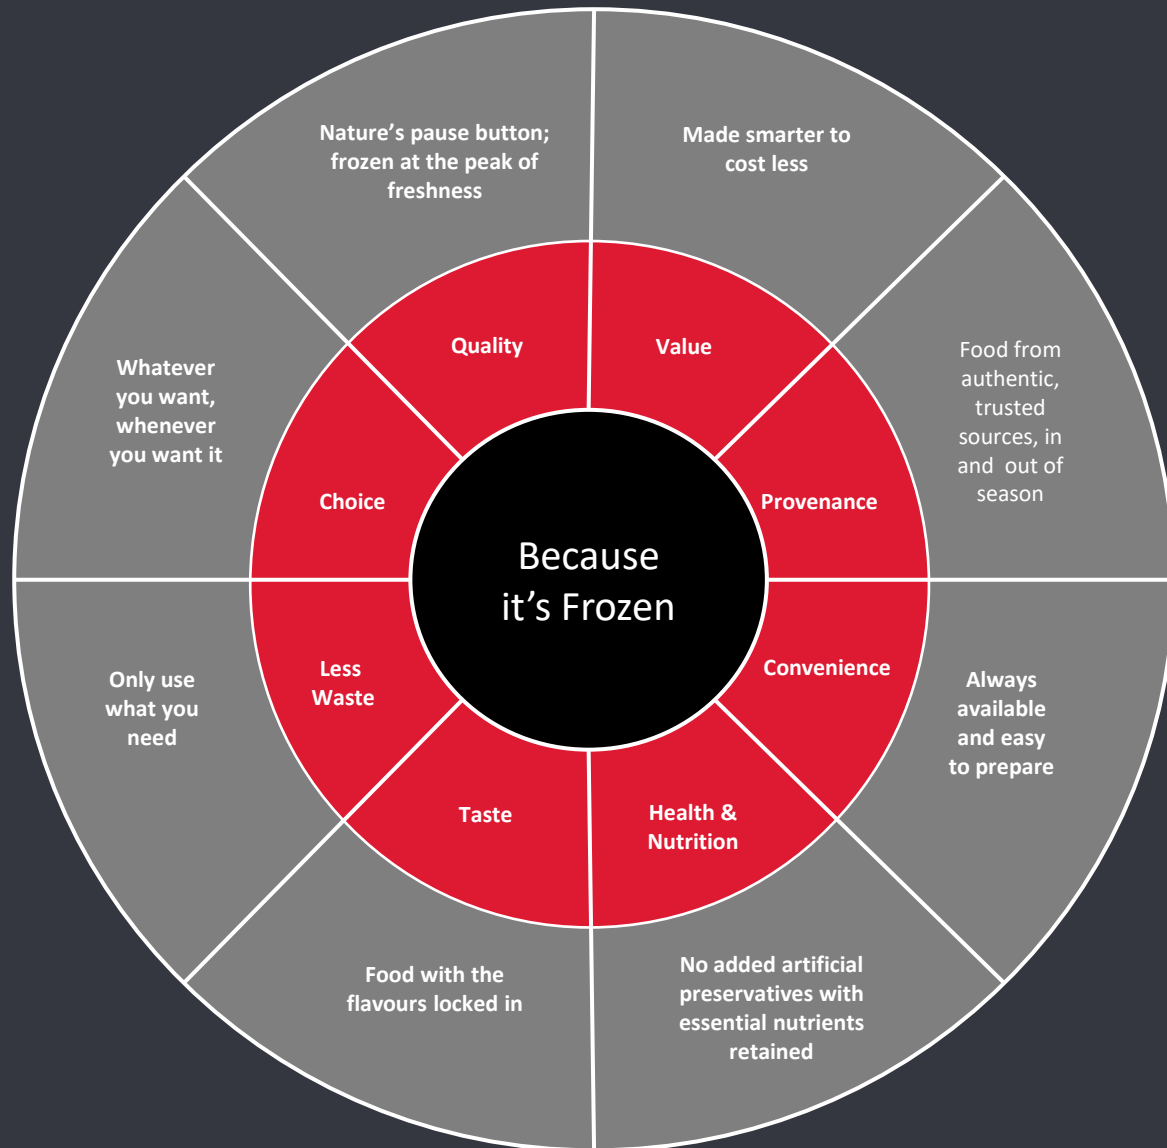 Nature’s pause button;
frozen at the peak of
freshness
Made smarter to
cost less
Quality
Value
Whatever
you want,
whenever
you want it
Food from
authentic,
trusted
sources, in
and  out of
season
Choice
Provenance
Because
it’s Frozen
Less
Waste
Convenience
Only use
what you
need
Always
available
and easy
to prepare
Taste
Health &
Nutrition
Food with the
flavours locked in
No added artificial
preservatives with
essential nutrients
retained